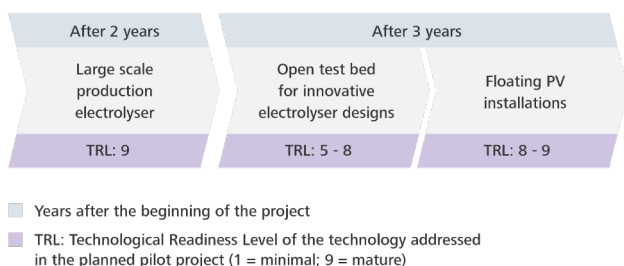 After 2 years
After 3 years
Large scale
production
electrolyser
Open test bed
for innovative
electrolyser designs
Floating PV
installations
TRL: 9
TRL: 5 - 8
TRL: 8 - 9
Years after the beginning of the project
TRL: Technological Readiness Level of the technology addressed
in the planned pilot project (1 = minimal; 9 = mature)